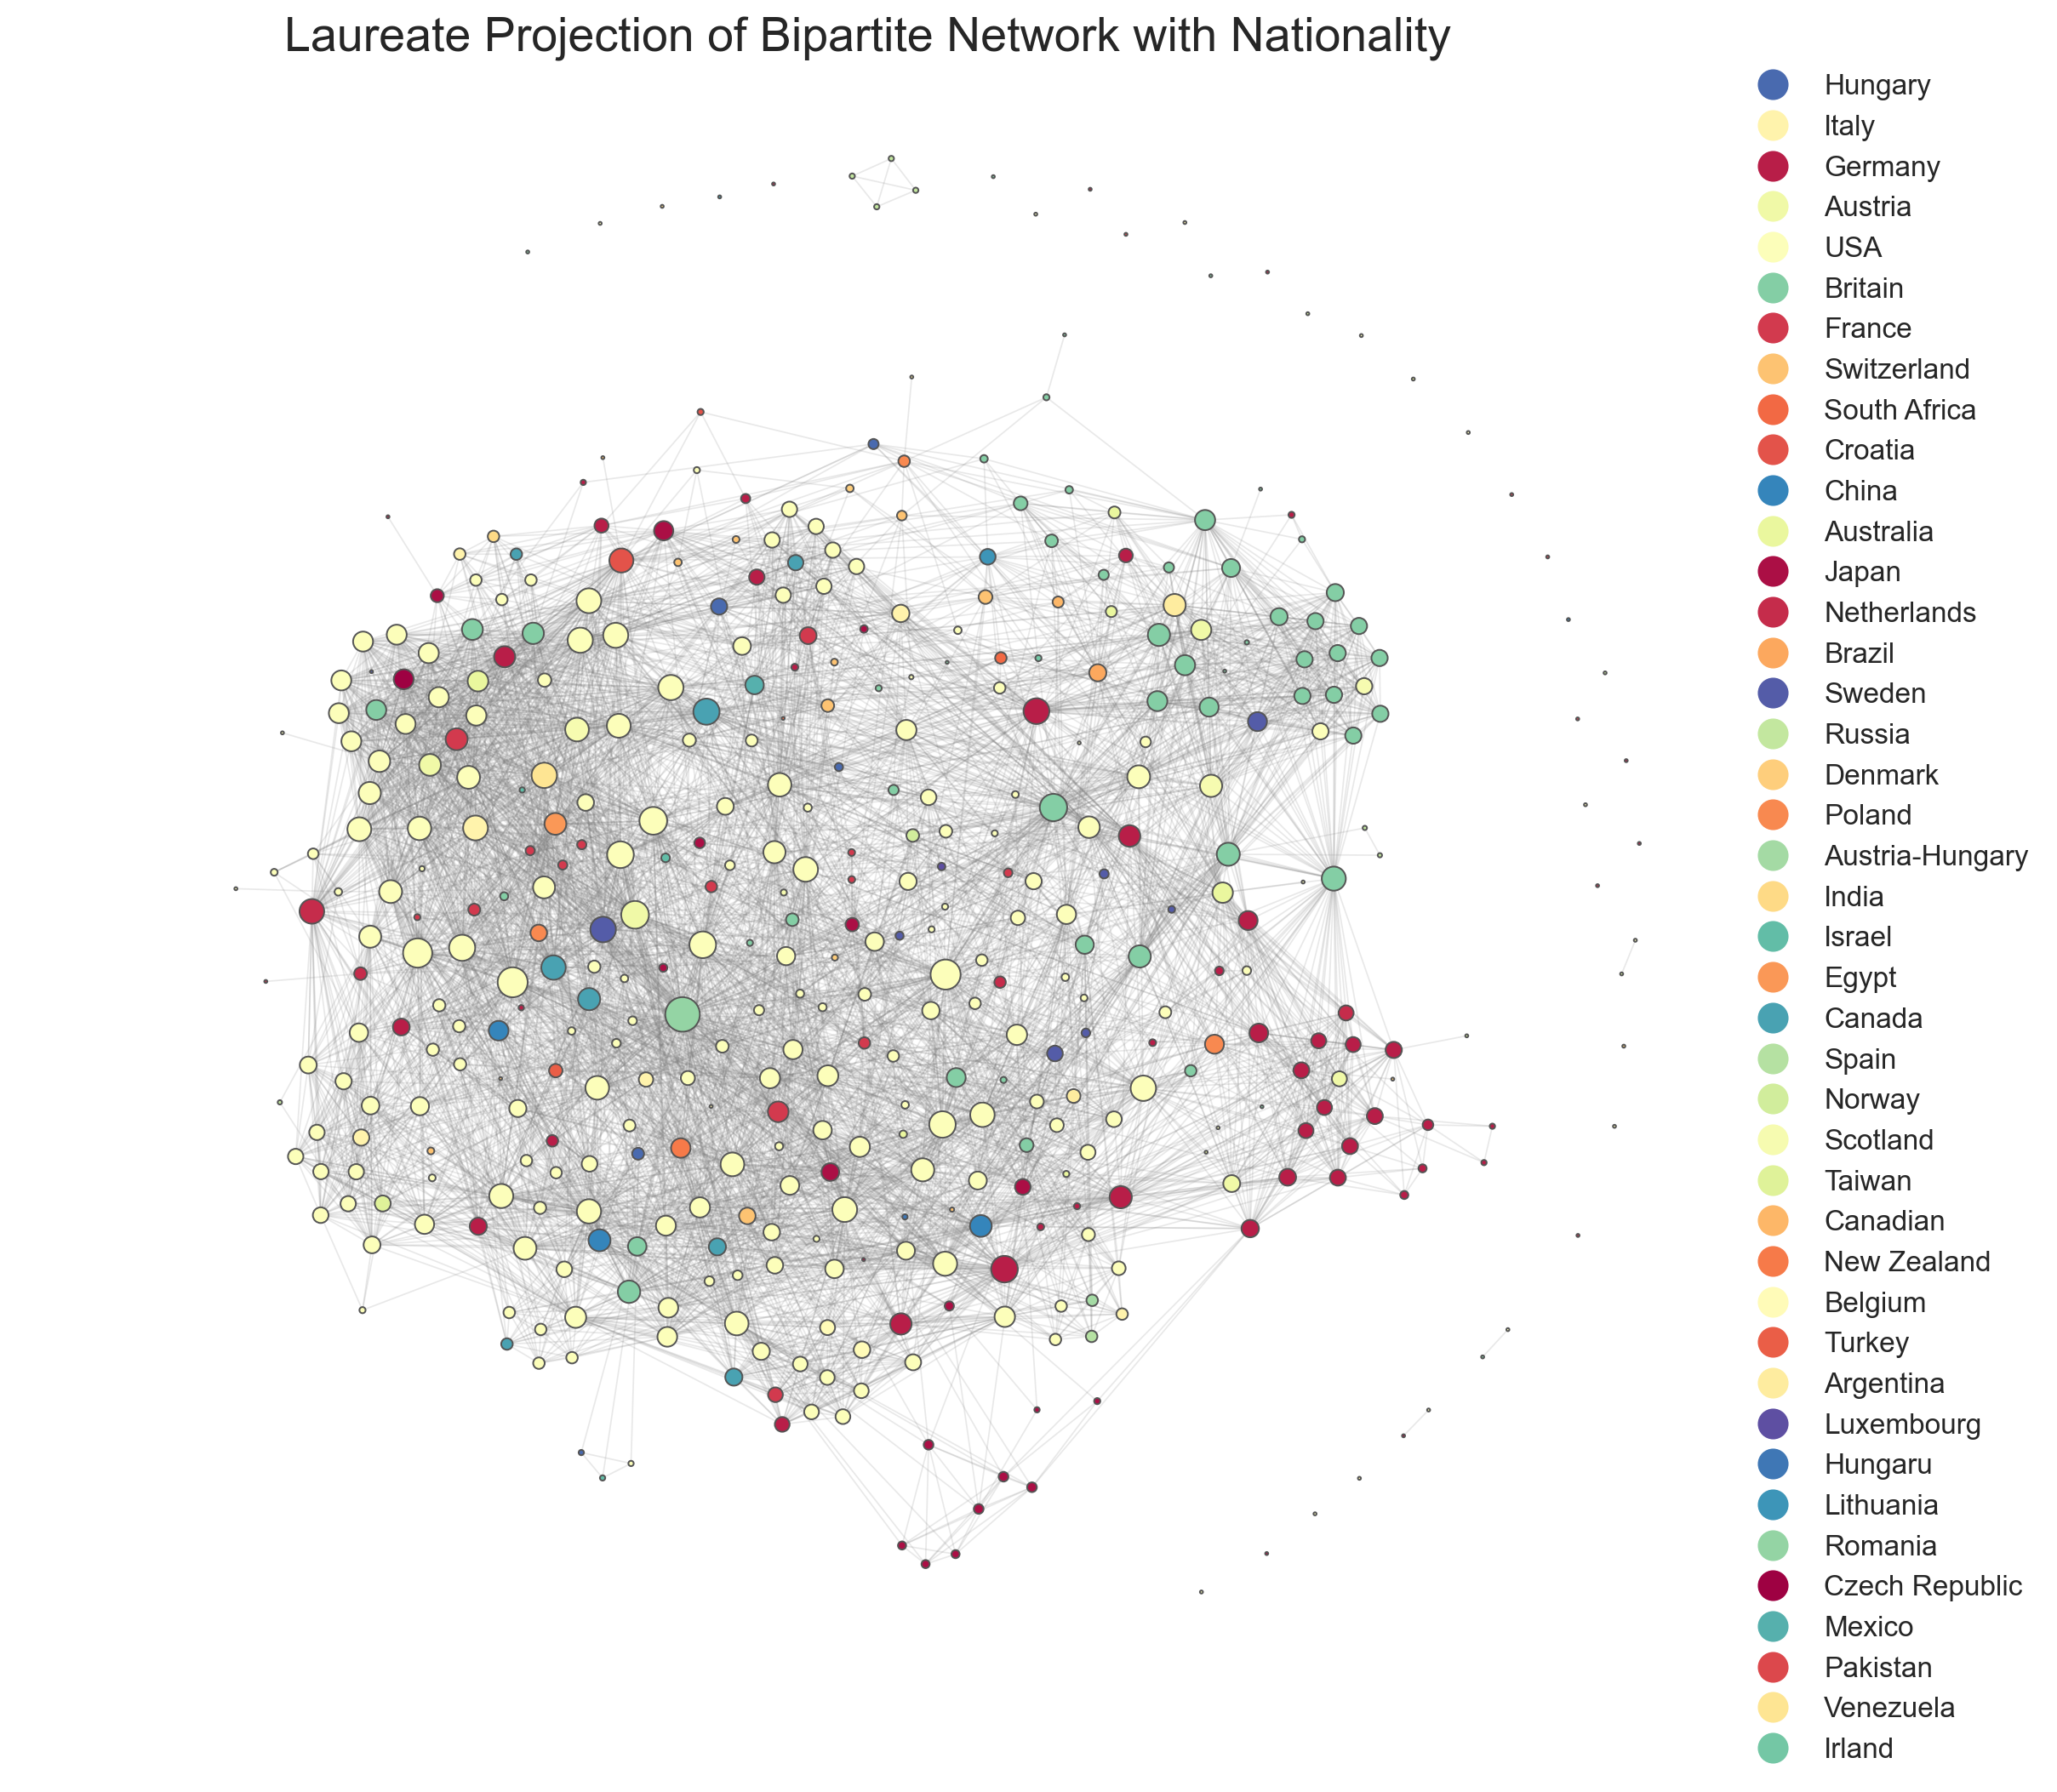 Laureate Projection of Bipartite Network with Nationality
Hungary
Italy
Germany
Austria
USA
Britain
France
Switzerland
South Africa
Croatia
China
Australia
Japan
Netherlands
Brazil
Sweden
Russia
Denmark
Poland
Austria-Hungary
India
Israel
Egypt
Canada
Spain
Norway
Scotland
Taiwan
Canadian
New Zealand
Belgium
Turkey
Argentina
Luxembourg
Hungaru
Lithuania
Romania
Czech Republic
Mexico
Pakistan
Venezuela
Irland